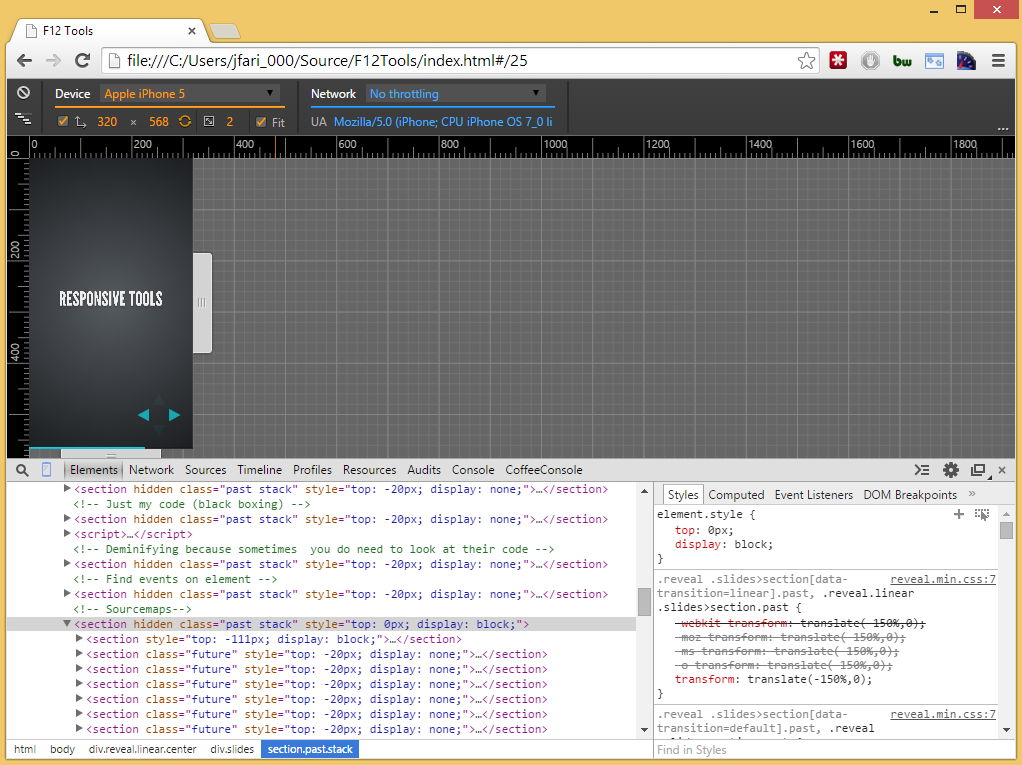 F12 Tools
file:///C:/Users/jfari_000/Source/F12Tools/index.html#/25
bw
Device Apple iPhone 5 Network No throttling
320 × 568 2 Fit UA Mozilla/5.0 (iPhone; CPU iPhone OS 7_0 li
...
0 200 400 600 800 1000 1200 1400 1600 1800
0
200
400
RESPONSIVE TOOLS
Elements Network Sources Timeline Profiles Resources Audits Console CoffeeConsole
<section hidden class="past stack" style="top: -20px; display: none;">…</section>
<!-- Just my code (black boxing) -->
<section hidden class="past stack" style="top: -20px; display: none;">…</section>
<script>…</script>
<!-- Deminifying because sometimes  you do need to look at their code -->
<section hidden class="past stack" style="top: -20px; display: none;">…</section>
<!-- Find events on element -->
<section hidden class="past stack" style="top: -20px; display: none;">…</section>
<!-- Sourcemaps-->
<section hidden class="past stack" style="top: 0px; display: block;">
<section style="top: -111px; display: block;">…</section>
<section class="future" style="top: -20px; display: none;">…</section>
<section class="future" style="top: -20px; display: none;">…</section>
<section class="future" style="top: -20px; display: none;">…</section>
<section class="future" style="top: -20px; display: none;">…</section>
<section class="future" style="top: -20px; display: none;">…</section>
<section class="future" style="top: -20px; display: none;">…</section>
html body div.reveal.linear.center div.slides section.past.stack
Styles Computed Event Listeners DOM Breakpoints »
element.style {
top: 0px;
display: block;
}
.reveal .slides>section[data- reveal.min.css:7
transition=linear].past, .reveal.linear
.slides>section.past {
-webkit-transform: translate(-150%,0);
-moz-transform: translate(-150%,0);
-ms-transform: translate(-150%,0);
-o-transform: translate(-150%,0);
transform: translate(-150%,0);
}
.reveal .slides>section[data- reveal.min.css:7
transition=default].past, .reveal
Find in Styles